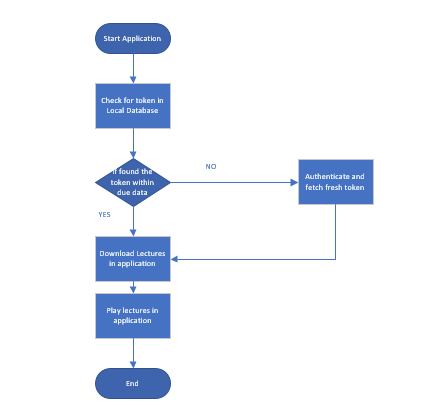 Start Application
Check for token in
Local Database
If found the
token within
due data
NO
Authenticate and
fetch fresh token
YES
Download Lectures
in application
Play lectures in
application
End